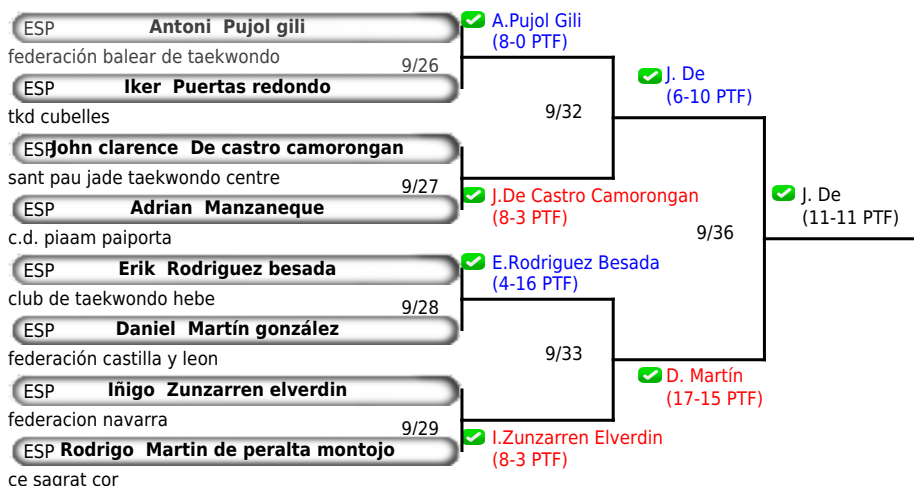 ESP Antoni Pujol gili
federación balear de taekwondo
9/26
ESP Iker Puertas redondo
tkd cubelles
ESP John clarence De castro camorongan
sant pau jade taekwondo centre
9/27
ESP Adrian Manzaneque
c.d. piaam paiporta
ESP Erik Rodriguez besada
club de taekwondo hebe
9/28
ESP Daniel Martín gonzález
federación castilla y leon
ESP Iñigo Zunzarren elverdin
federacion navarra
9/29
ESP Rodrigo Martin de peralta montojo
ce sagrat cor
A.Pujol Gili
(8-0 PTF)
9/32
J.De Castro Camorongan
(8-3 PTF)
E.Rodriguez Besada
(4-16 PTF)
9/33
I.Zunzarren Elverdin
(8-3 PTF)
J. De
(6-10 PTF)
9/36
D. Martín
(17-15 PTF)
J. De
(11-11 PTF)